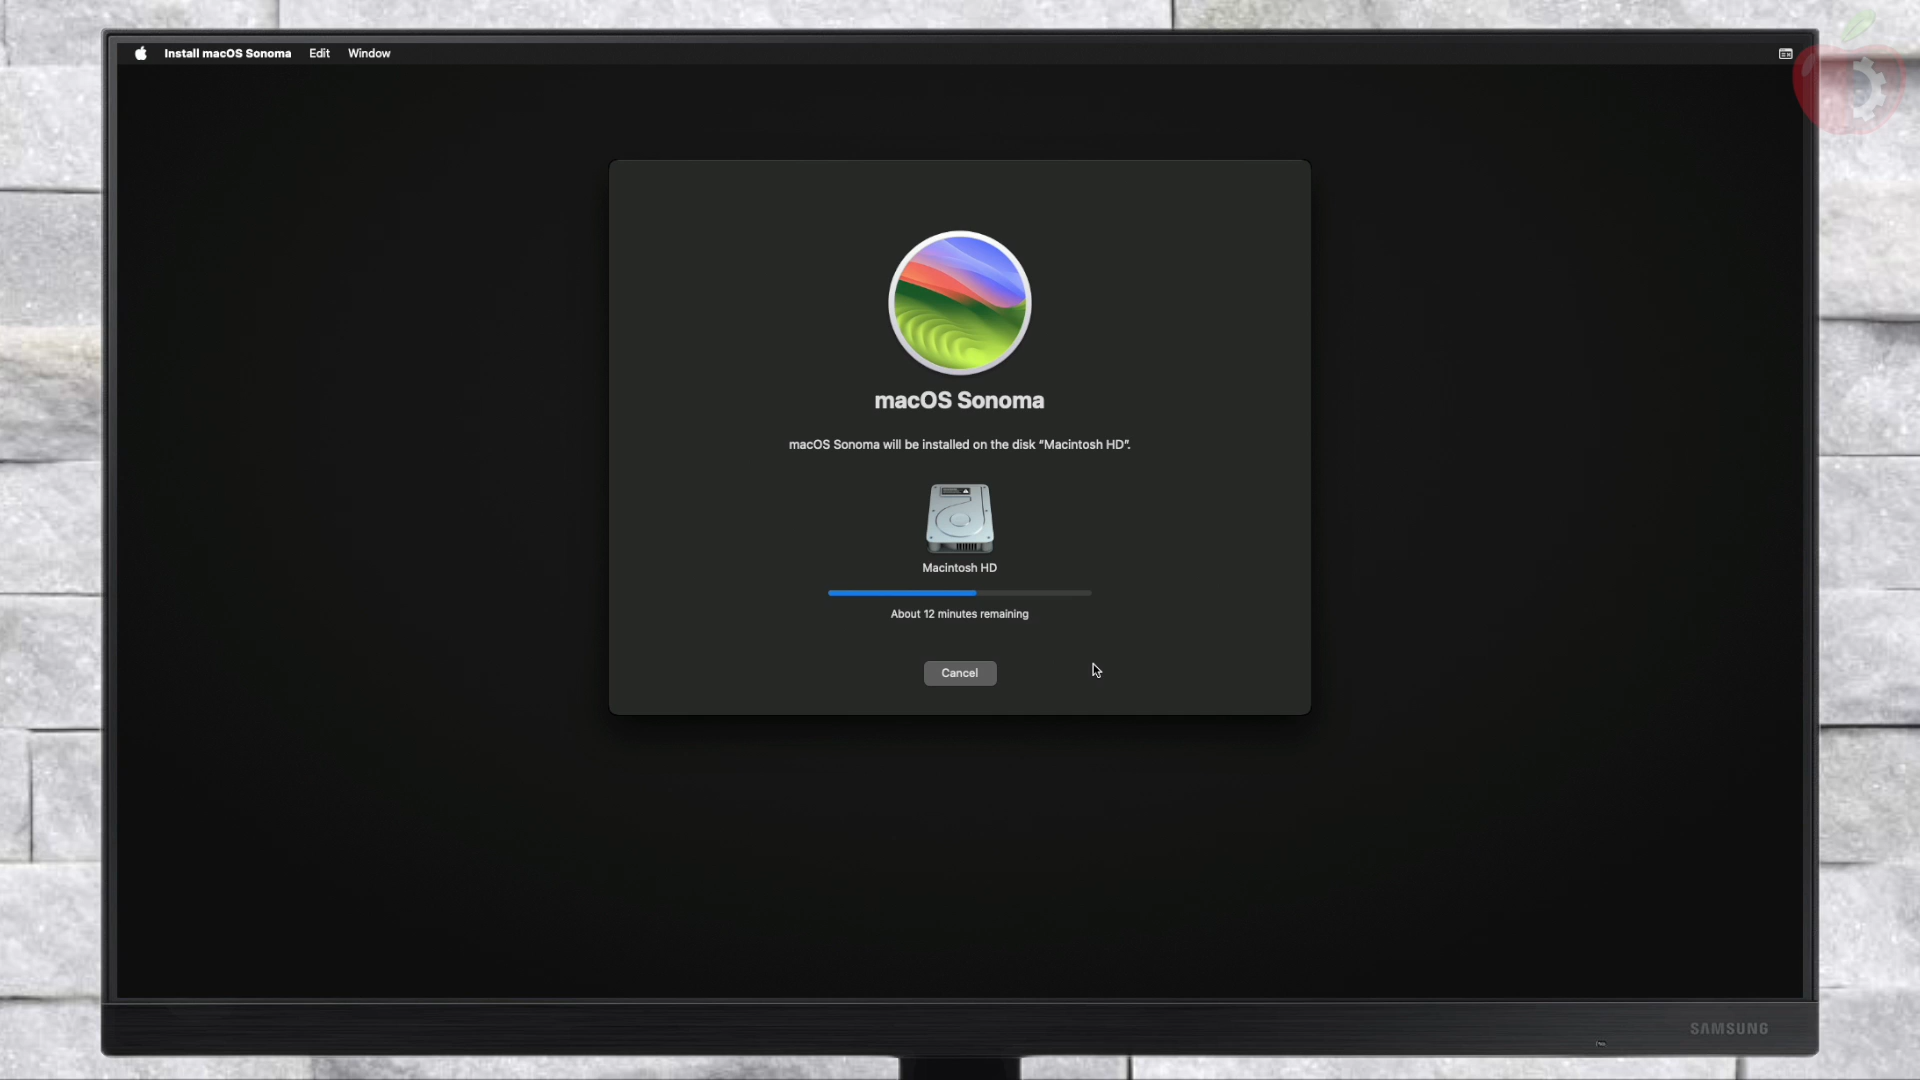 Install macOS Sonoma Edit Window
macOS Sonoma
macOS Sonoma will be installed on the disk “Macintosh HD”.
Macintosh HD
About 12 minutes remaining
Cancel
SAMSUNG